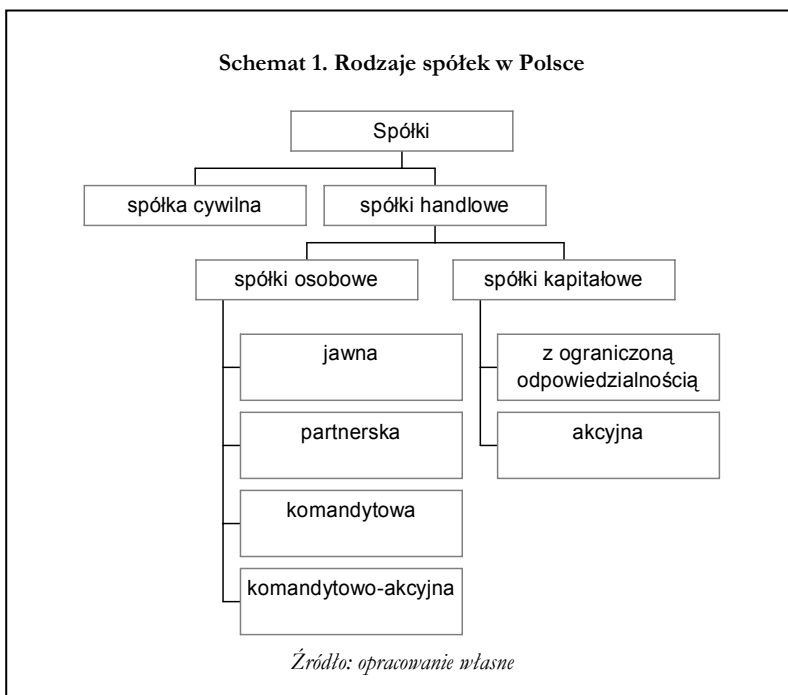 Schemat 1. Rodzaje spółek w Polsce
Spółki
spółka cywilna
spółki handlowe
spółki osobowe
spółki kapitałowe
jawna
z ograniczoną
odpowiedzialnością
partnerska
akcyjna
komandytowa
komandytowo-akcyjna
Źródło: opracowanie własne